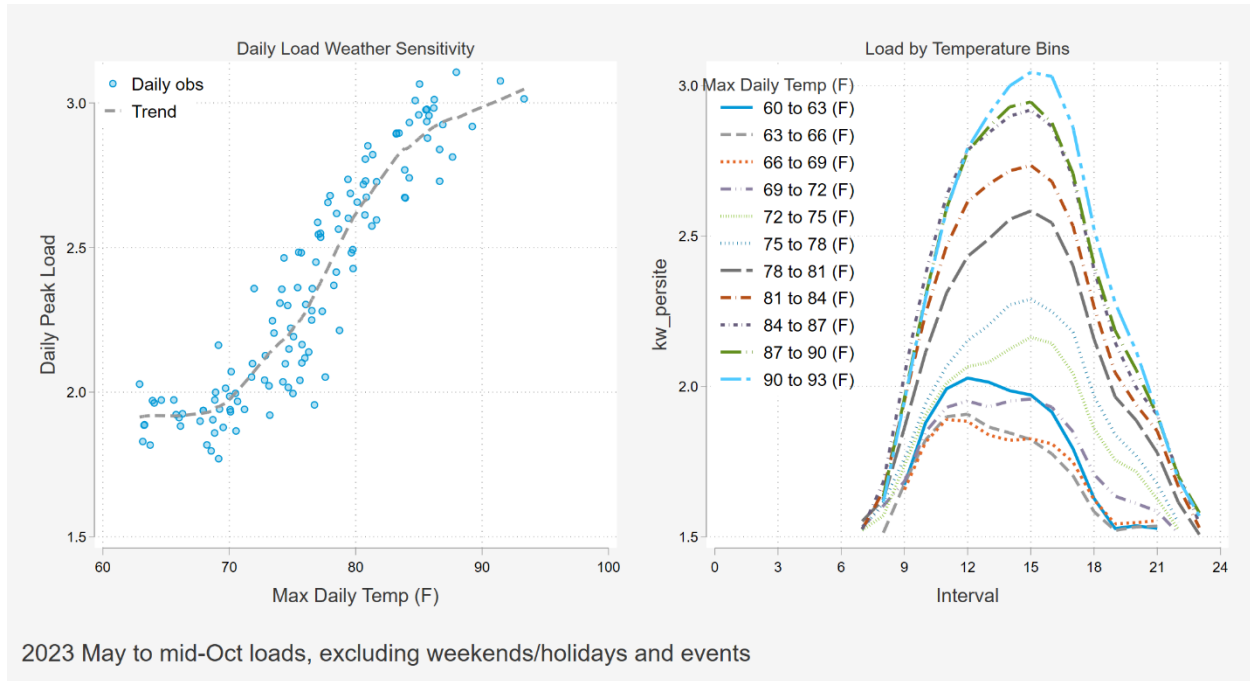 Daily Load Weather Sensitivity
Daily obs
Trend
3.0
2.5
2.0
1.5
Daily Peak Load
60
70
80
90
100
Max Daily Temp (F)
Load by Temperature Bins
Max Daily Temp (F)
60 to 63 (F)
63 to 66 (F)
66 to 69 (F)
69 to 72 (F)
72 to 75 (F)
75 to 78 (F)
78 to 81 (F)
81 to 84 (F)
84 to 87 (F)
87 to 90 (F)
90 to 93 (F)
3.0
2.5
2.0
1.5
kw_persite
0
3
6
9
12
15
18
21
24
Interval
2023 May to mid-Oct loads, excluding weekends/holidays and events